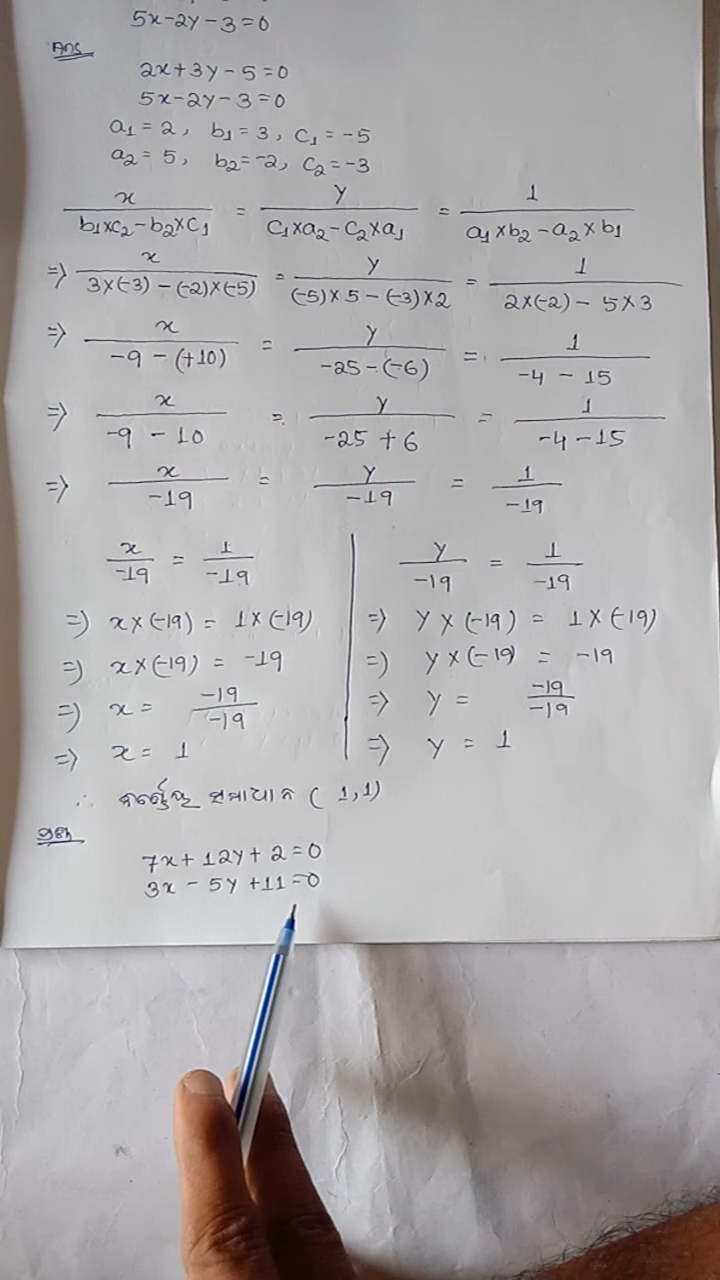 5x-2y-3=0
Ans
2x+3y-5=0
5x-2y-3=0
a₁=2, b₁=3, c₁=-5
a₂=5, b₂=-2, c₂=-3
x/(b₁×c₂-b₂×c₁) = y/(c₁×a₂-c₂×a₁) = 1/(a₁×b₂-a₂×b₁)
=> x/(3×(-3)-(-2)×(-5)) = y/((-5)×5-(-3)×2) = 1/(2×(-2)-5×3)
=> x/(-9-(+10)) = y/(-25-(-6)) = 1/(-4-15)
=> x/(-9-10) = y/(-25+6) = 1/(-4-15)
=> x/-19 = y/-19 = 1/-19
x/-19 = 1/-19
=> x×(-19) = 1×(-19)
=> x×(-19) = -19
=> x = -19/-19
=> x = 1
y/-19 = 1/-19
=> y×(-19) = 1×(-19)
=> y×(-19) = -19
=> y = -19/-19
=> y = 1
∴ ସମାଧାନ (1,1)
ପ୍ରଶ୍ନ
7x+12y+2=0
3x-5y+11=0